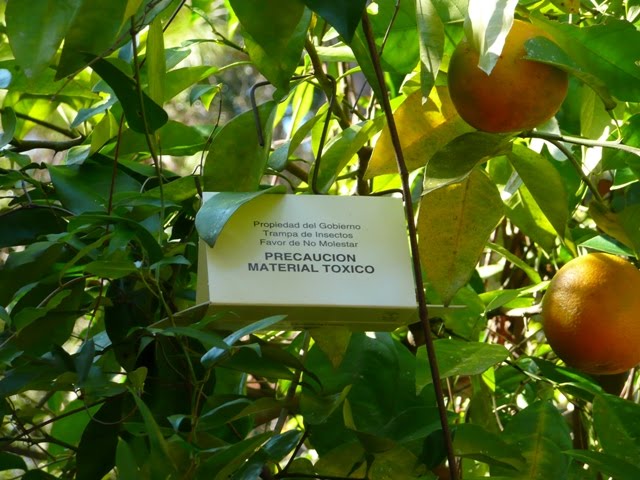 Propiedad del Gobierno
Trampa de Insectos
Favor de No Molestar
PRECAUCION
MATERIAL TOXICO